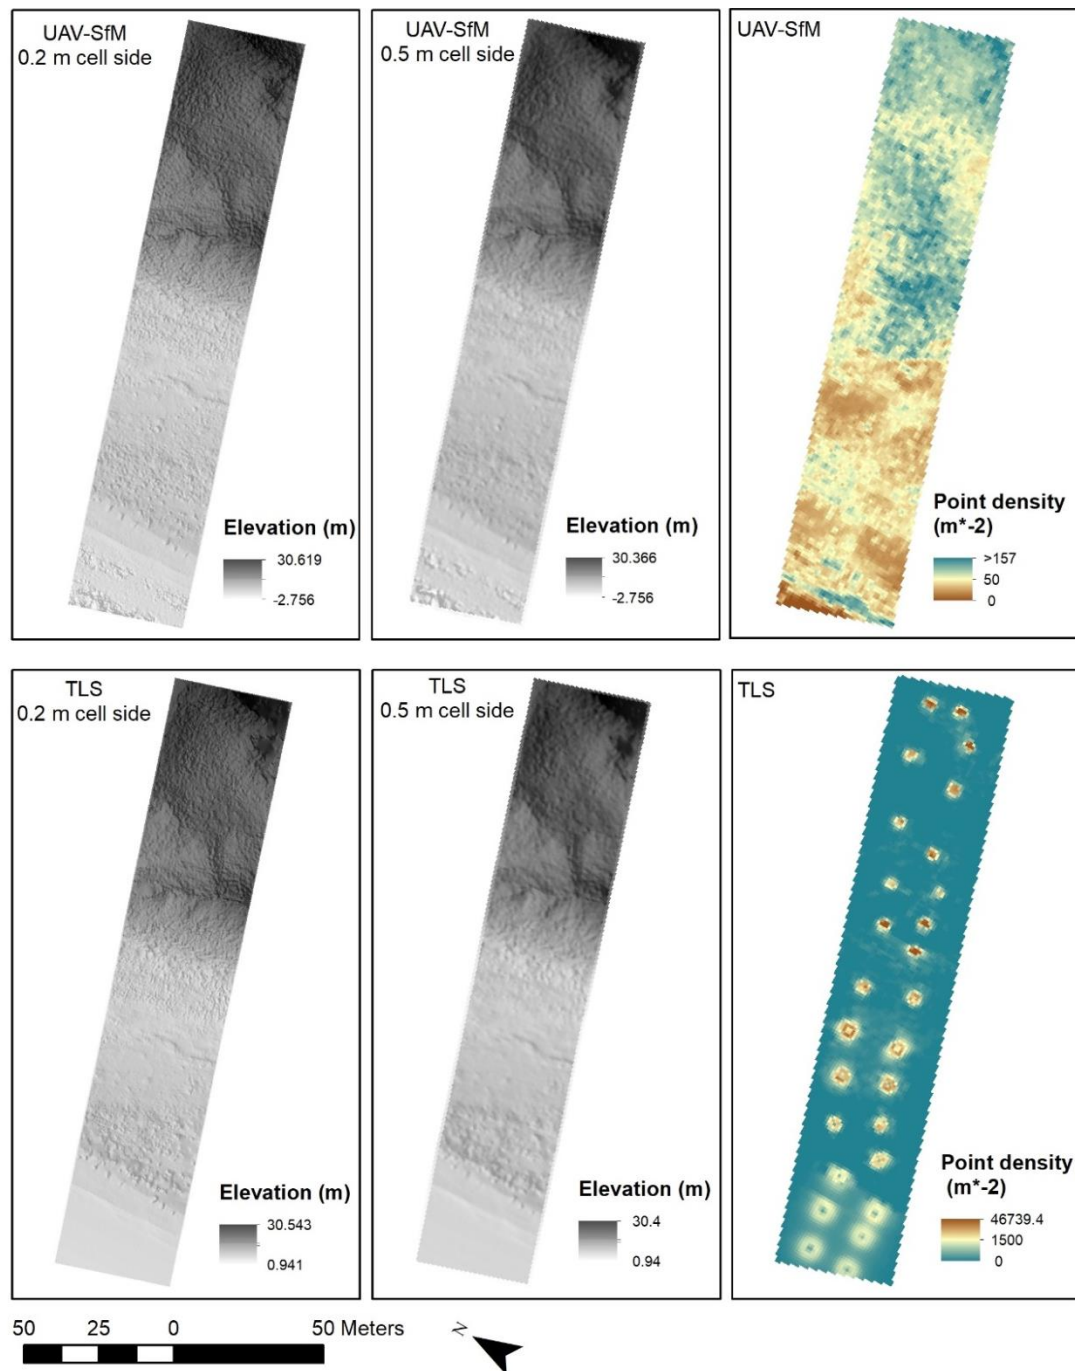 UAV-SfM
0.2 m cell side
Elevation (m)
30.619
-2.756
UAV-SfM
0.5 m cell side
Elevation (m)
30.366
-2.756
UAV-SfM
Point density
(m*-2)
>157
50
0
TLS
0.2 m cell side
Elevation (m)
30.543
0.941
TLS
0.5 m cell side
Elevation (m)
30.4
0.94
TLS
Point density
(m*-2)
46739.4
1500
0
50 25 0 50 Meters
N